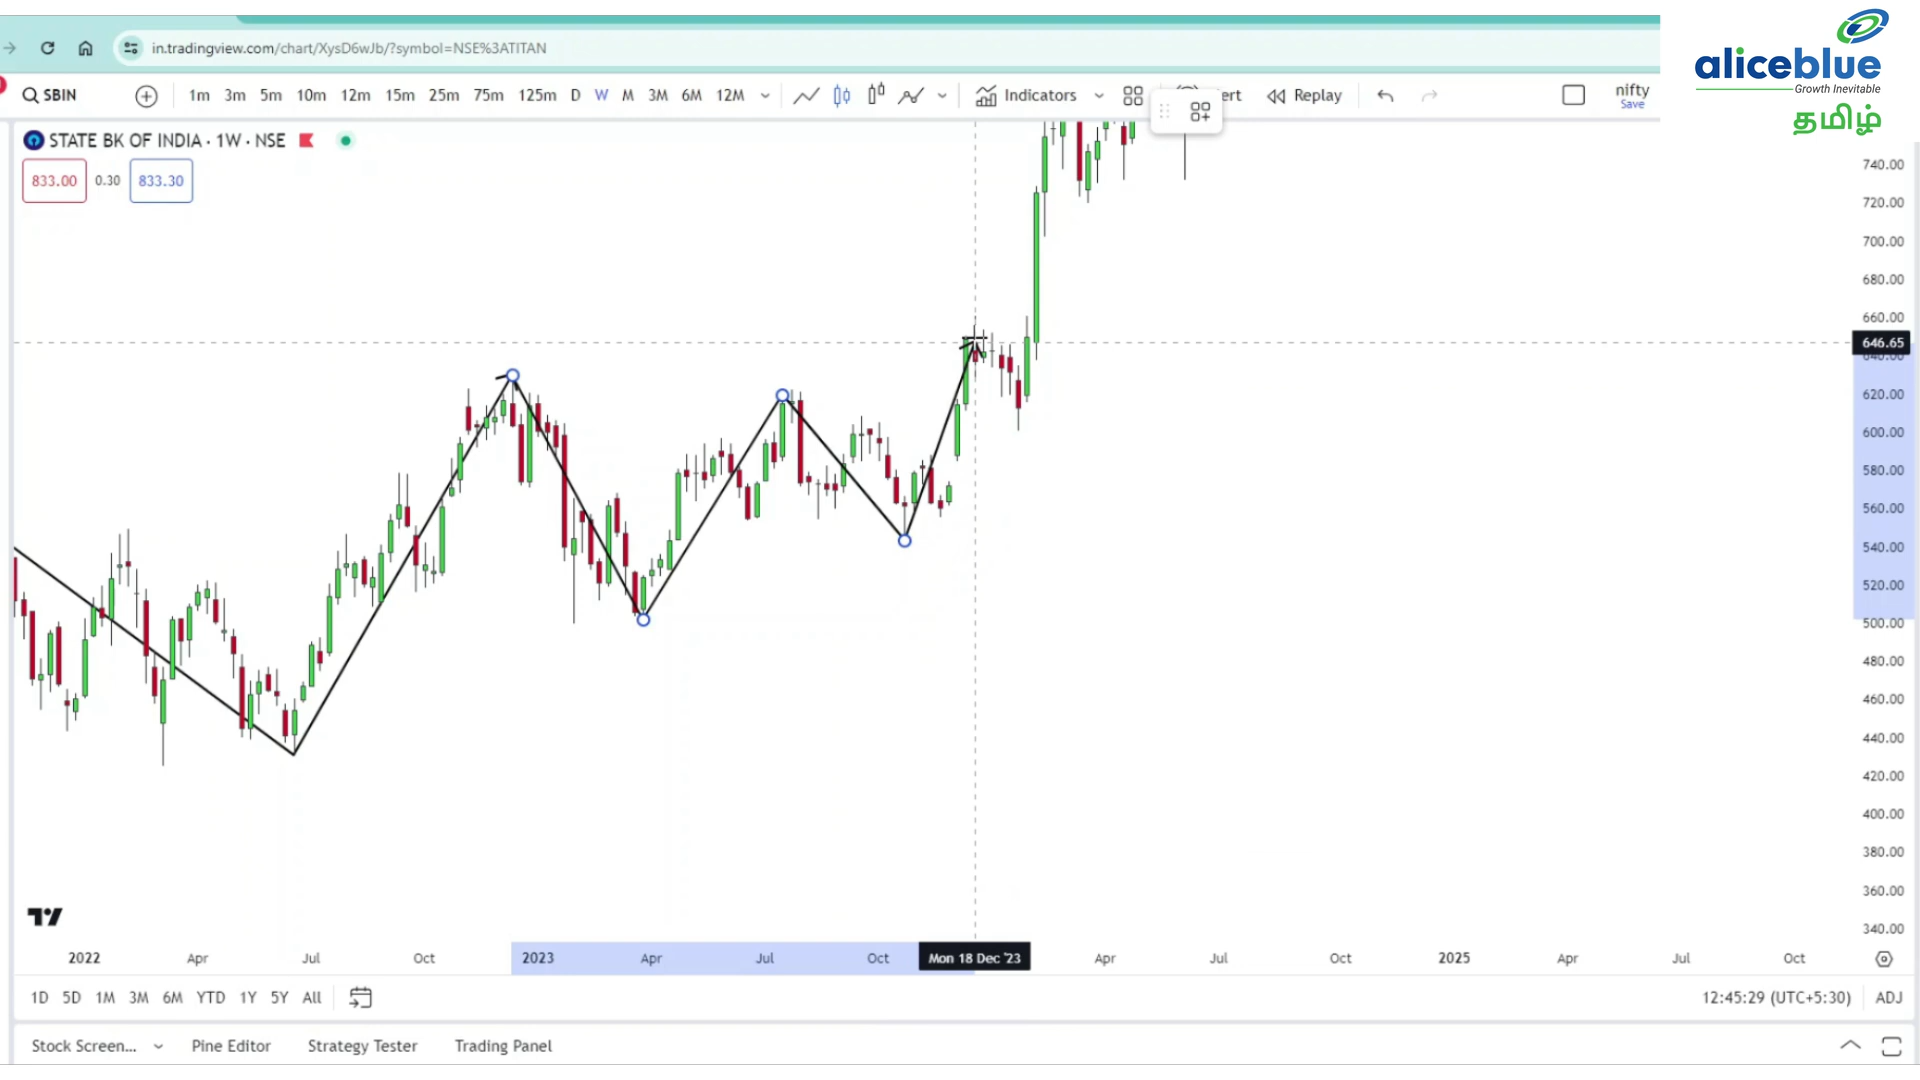 in.tradingview.com/chart/XysD6wJb/?symbol=NSE%3ATITAN
aliceblue
Growth Inevitable
தமிழ்
SBIN 1m 3m 5m 10m 12m 15m 25m 75m 125m D W M 3M 6M 12M Indicators ert Replay nifty
Save
STATE BK OF INDIA · 1W · NSE
833.00 0.30 833.30
740.00
720.00
700.00
680.00
660.00
646.65
640.00
620.00
600.00
580.00
560.00
540.00
520.00
500.00
480.00
460.00
440.00
420.00
400.00
380.00
360.00
340.00
2022 Apr Jul Oct 2023 Apr Jul Oct Mon 18 Dec '23 Apr Jul Oct 2025 Apr Jul Oct
1D 5D 1M 3M 6M YTD 1Y 5Y All 12:45:29 (UTC+5:30) ADJ
Stock Screen... Pine Editor Strategy Tester Trading Panel